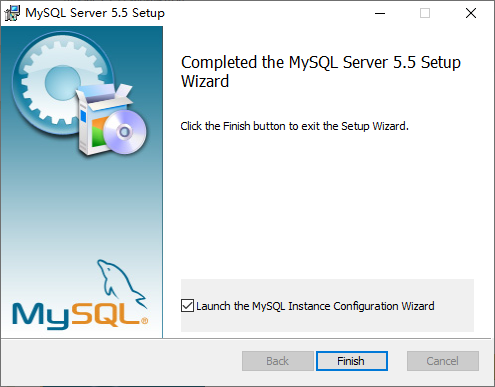 MySQL Server 5.5 Setup
Completed the MySQL Server 5.5 Setup
Wizard
Click the Finish button to exit the Setup Wizard.
MySQL®
Launch the MySQL Instance Configuration Wizard
Back
Finish
Cancel